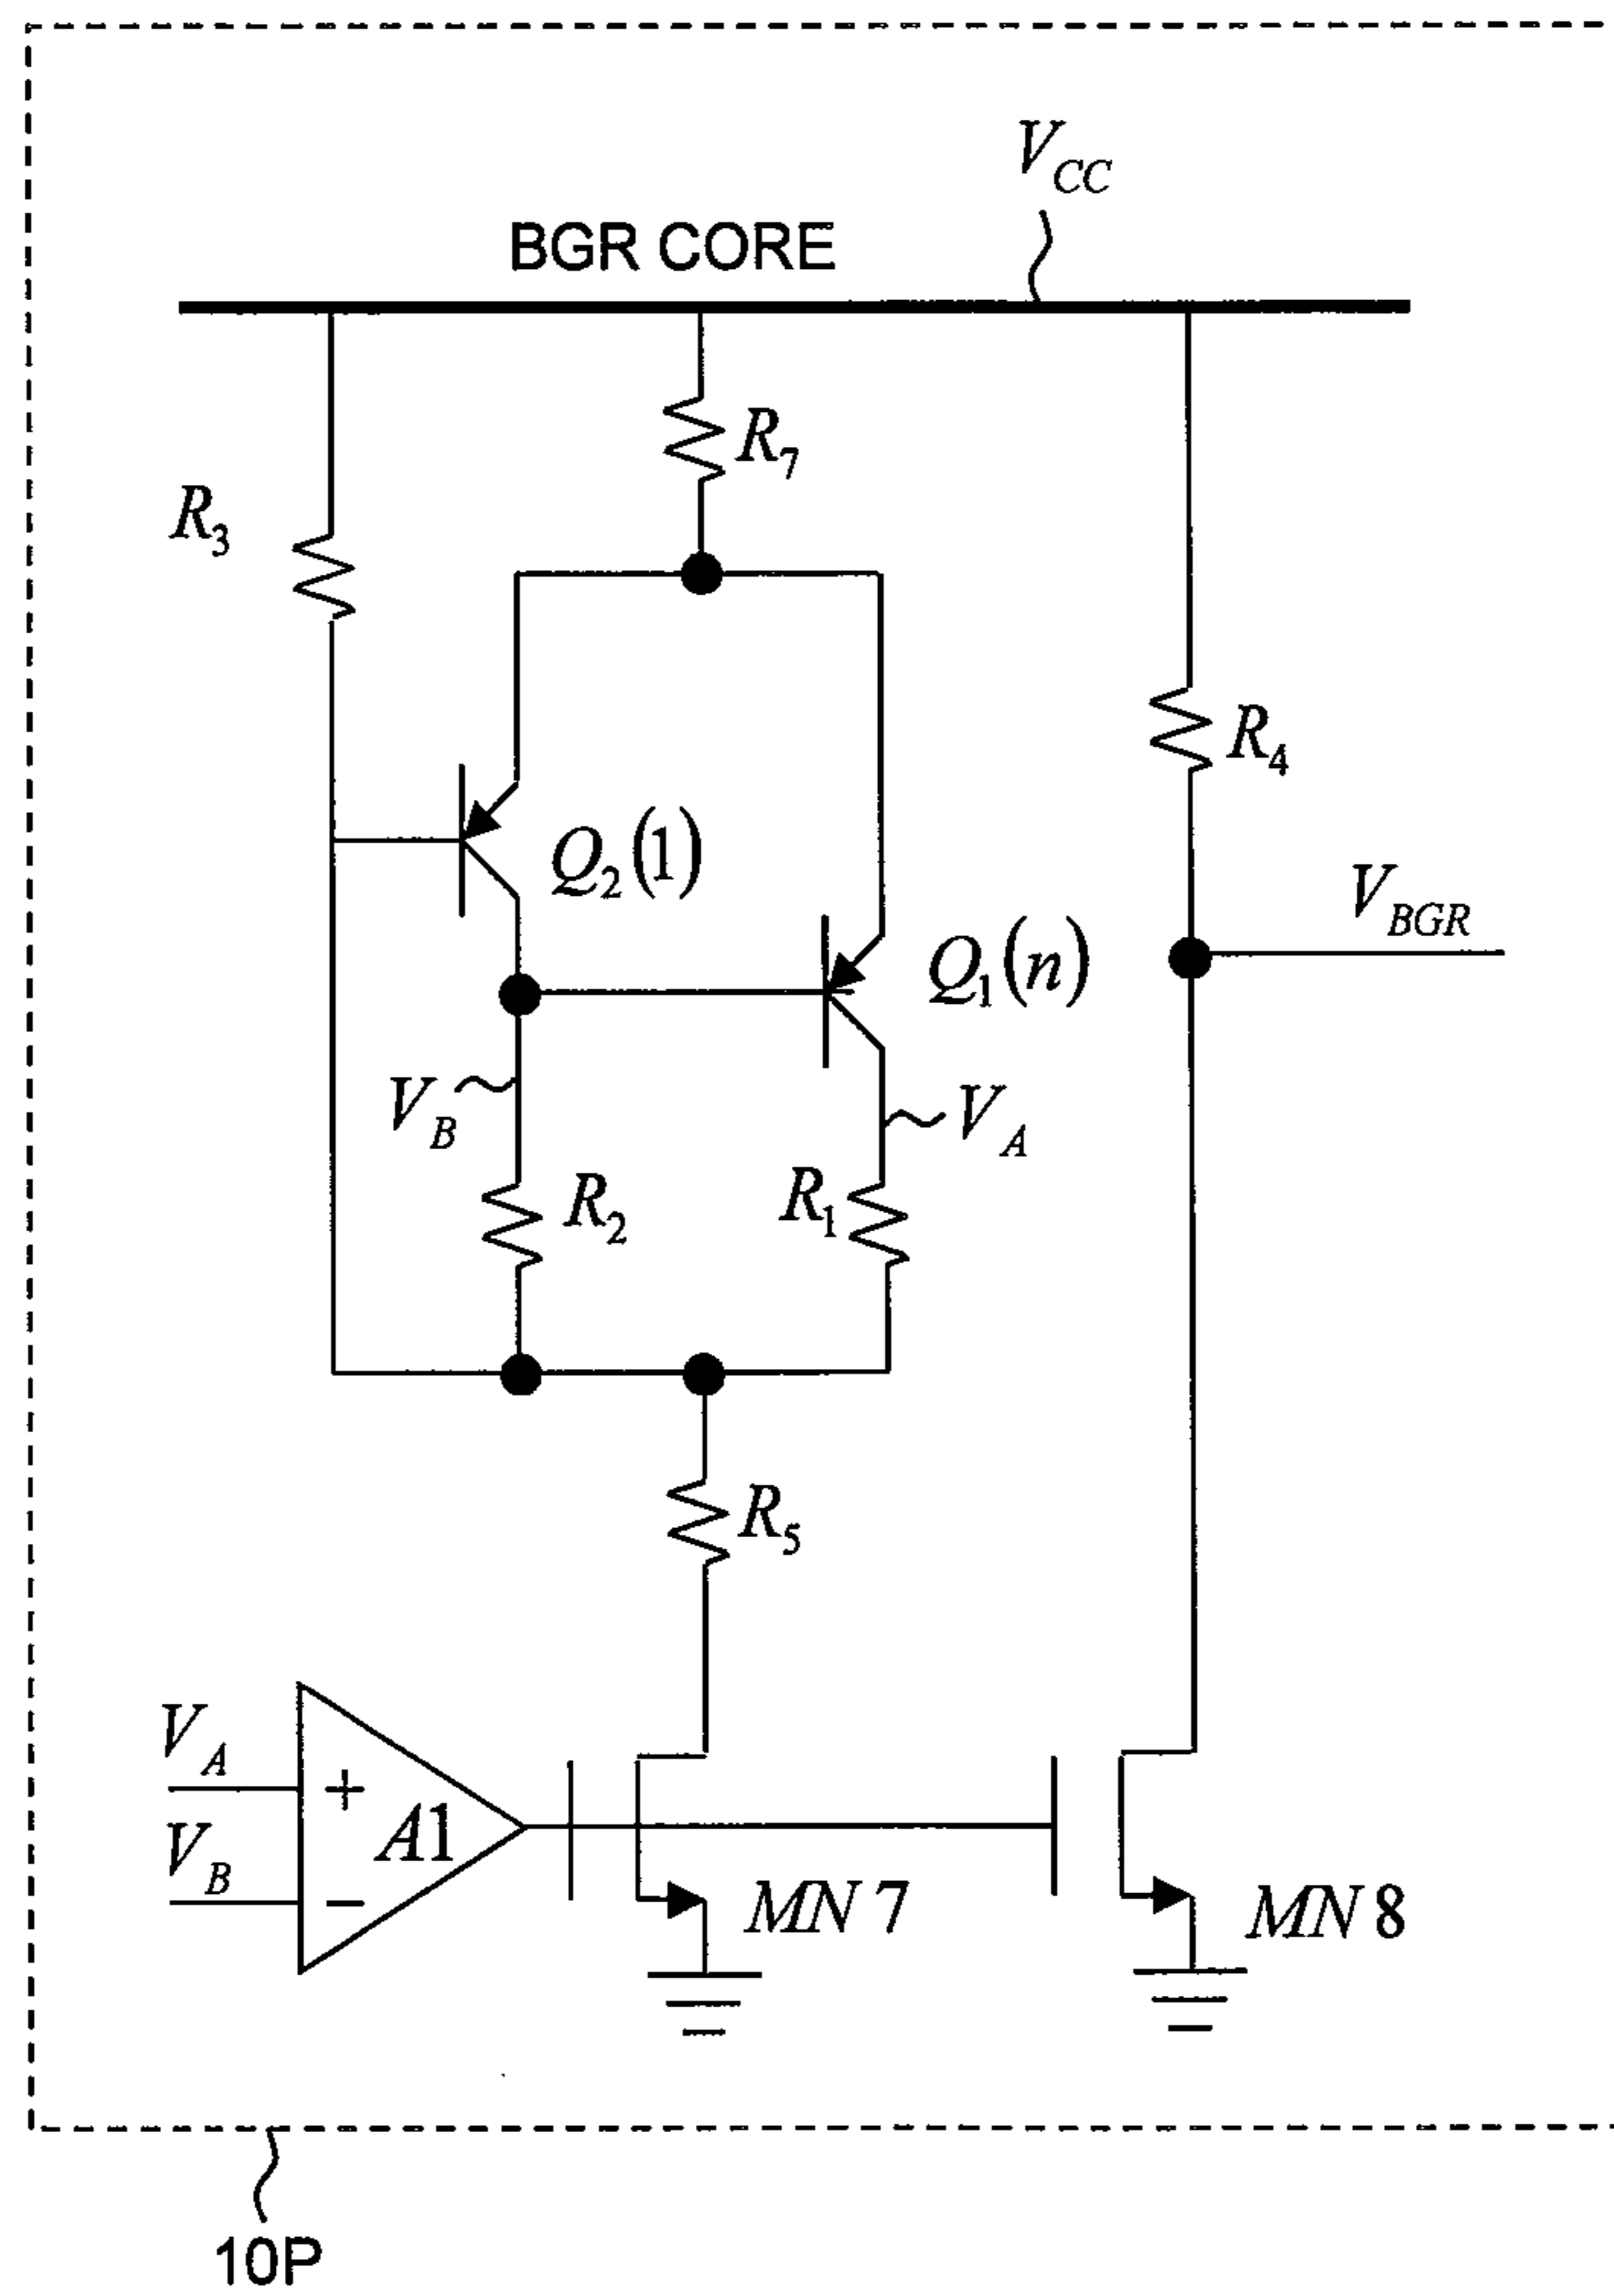 V_CC
BGR CORE
R_7
R_3
R_4
Q_2(1)
V_BGR
Q_1(n)
V_B
V_A
R_2
R_1
R_5
V_A
+
A1
V_B
−
MN 7
MN 8
10P